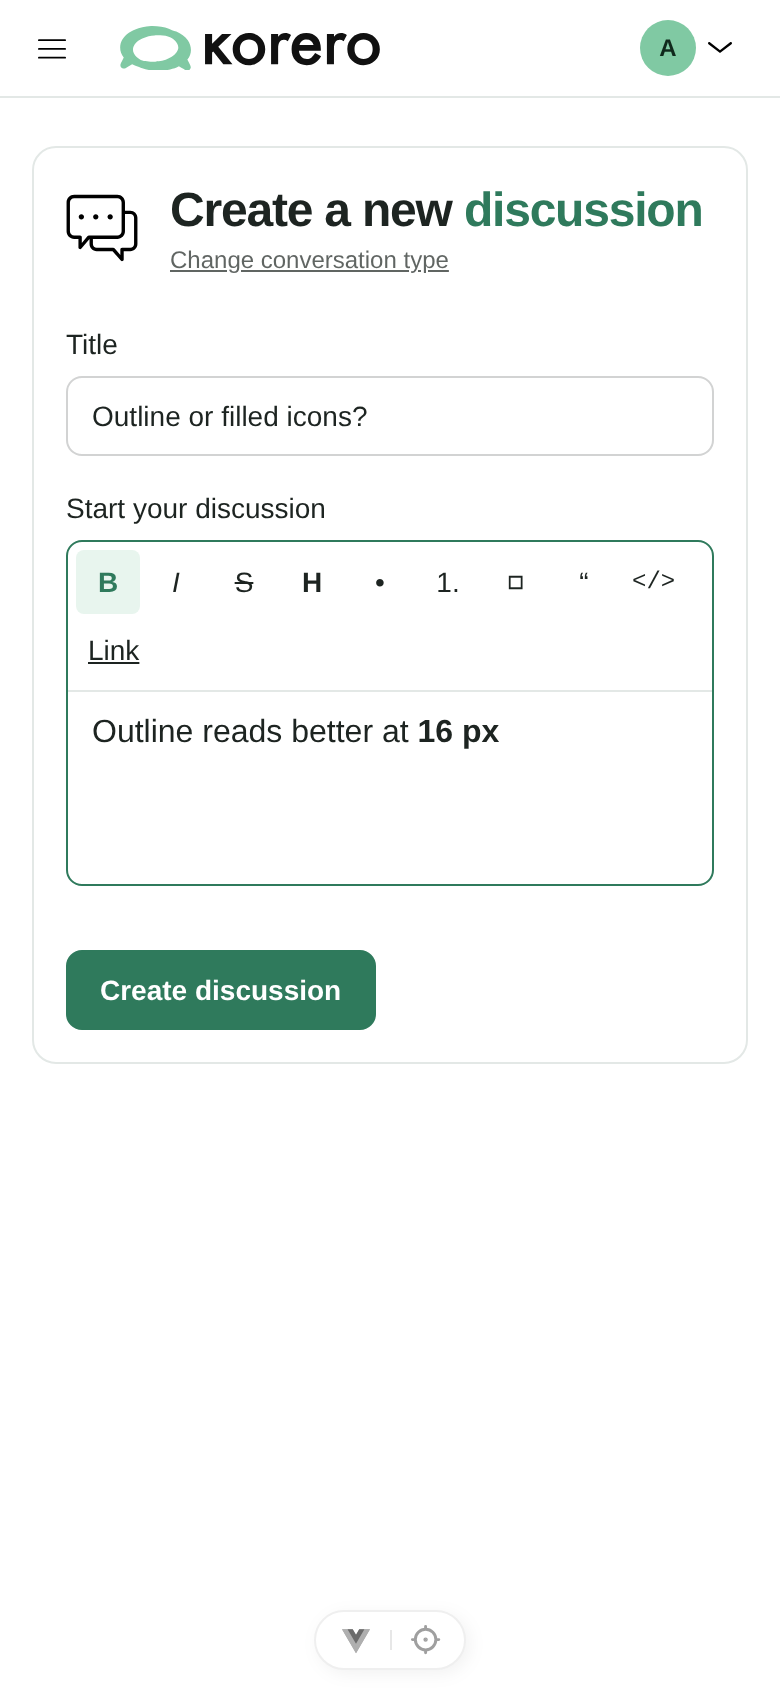 korero
A
Create a new discussion
Change conversation type
Title
Outline or filled icons?
Start your discussion
B I S H • 1. “ </>
Link
Outline reads better at 16 px
Create discussion